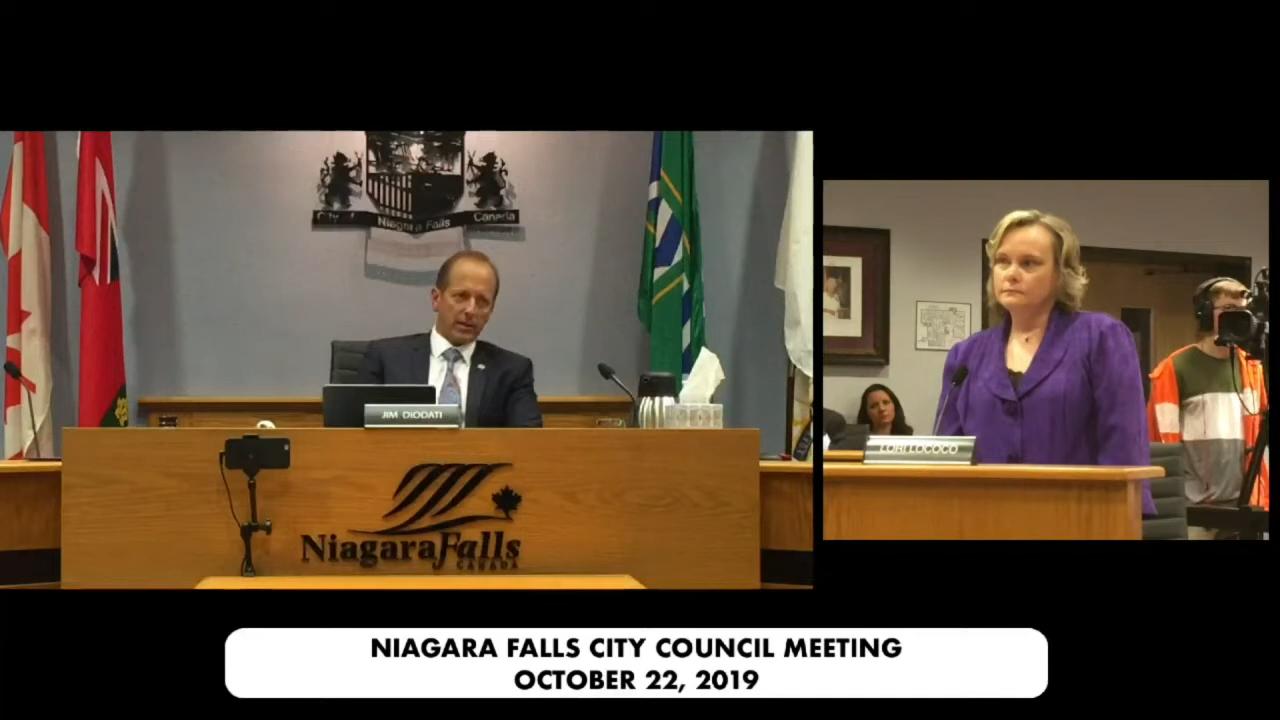 City of Niagara Falls Canada
JIM DIODATI
NiagaraFalls
CANADA
LORI LOCOCO
NIAGARA FALLS CITY COUNCIL MEETING
OCTOBER 22, 2019